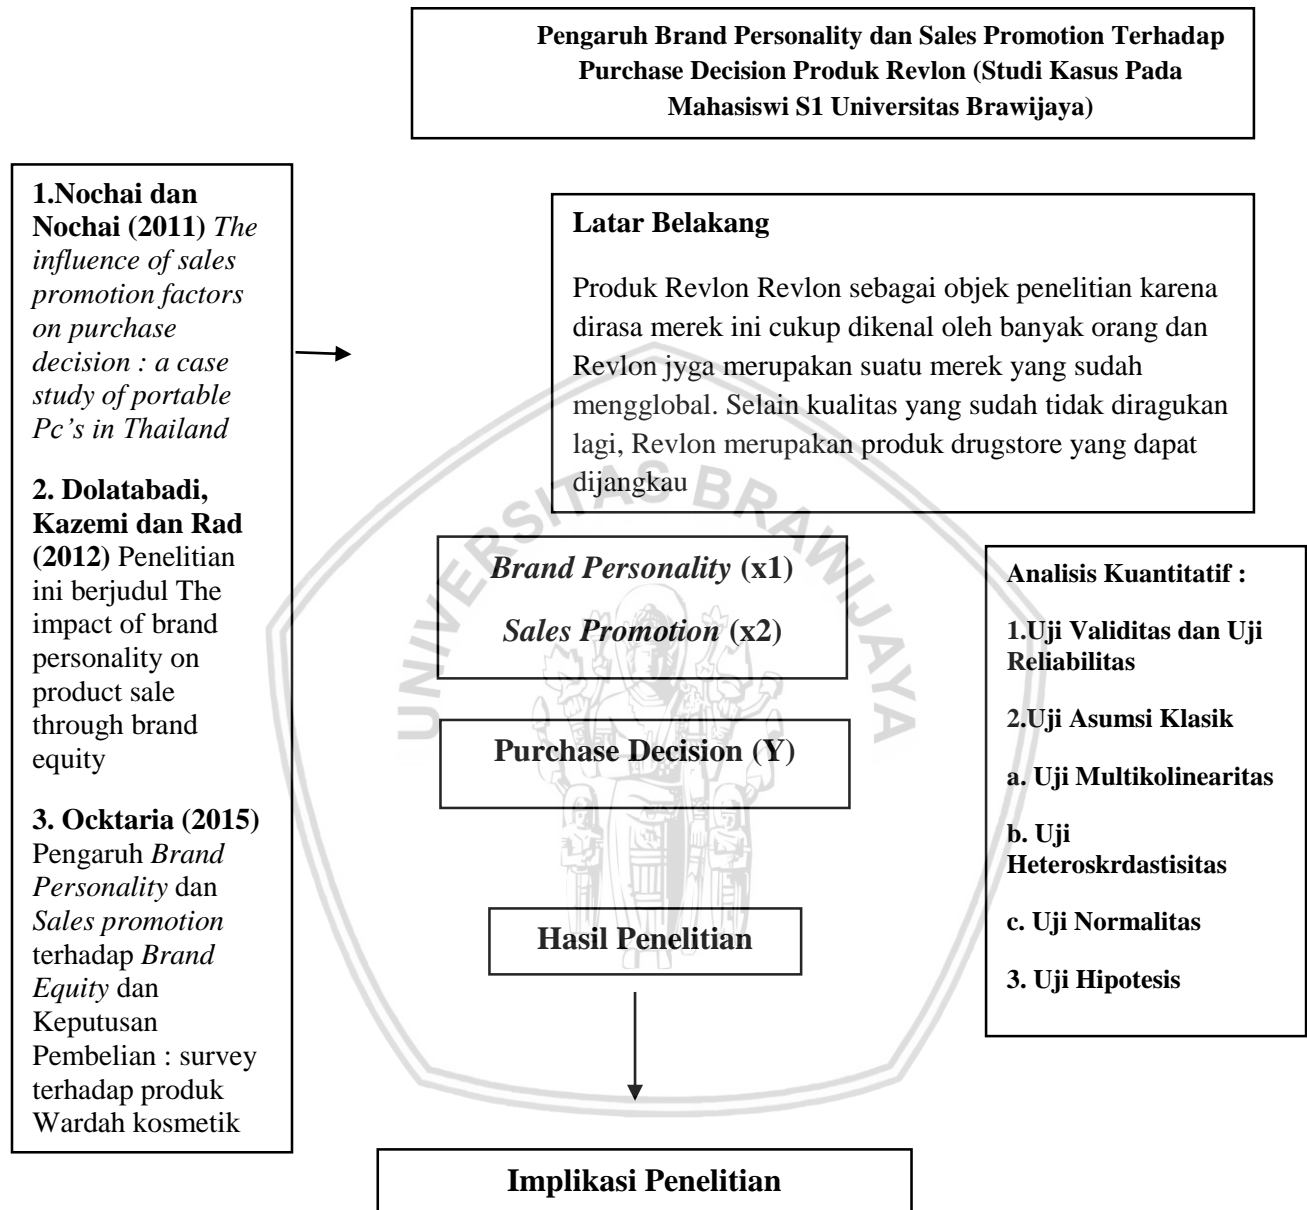 Pengaruh Brand Personality dan Sales Promotion Terhadap
Purchase Decision Produk Revlon (Studi Kasus Pada
Mahasiswi S1 Universitas Brawijaya)
1.Nochai dan
Nochai (2011) The
influence of sales
promotion factors
on purchase
decision : a case
study of portable
Pc's in Thailand
2. Dolatabadi,
Kazemi dan Rad
(2012) Penelitian
ini berjudul The
impact of brand
personality on
product sale
through brand
equity
3. Ocktaria (2015)
Pengaruh Brand
Personality dan
Sales promotion
terhadap Brand
Equity dan
Keputusan
Pembelian : survey
terhadap produk
Wardah kosmetik
Latar Belakang
Produk Revlon Revlon sebagai objek penelitian karena
dirasa merek ini cukup dikenal oleh banyak orang dan
Revlon jyga merupakan suatu merek yang sudah
mengglobal. Selain kualitas yang sudah tidak diragukan
lagi, Revlon merupakan produk drugstore yang dapat
dijangkau
UNIVERSITAS BRAWIJAYA
Brand Personality (x1)
Sales Promotion (x2)
Purchase Decision (Y)
Hasil Penelitian
Implikasi Penelitian
Analisis Kuantitatif :
1.Uji Validitas dan Uji
Reliabilitas
2.Uji Asumsi Klasik
a. Uji Multikolinearitas
b. Uji
Heteroskrdastisitas
c. Uji Normalitas
3. Uji Hipotesis